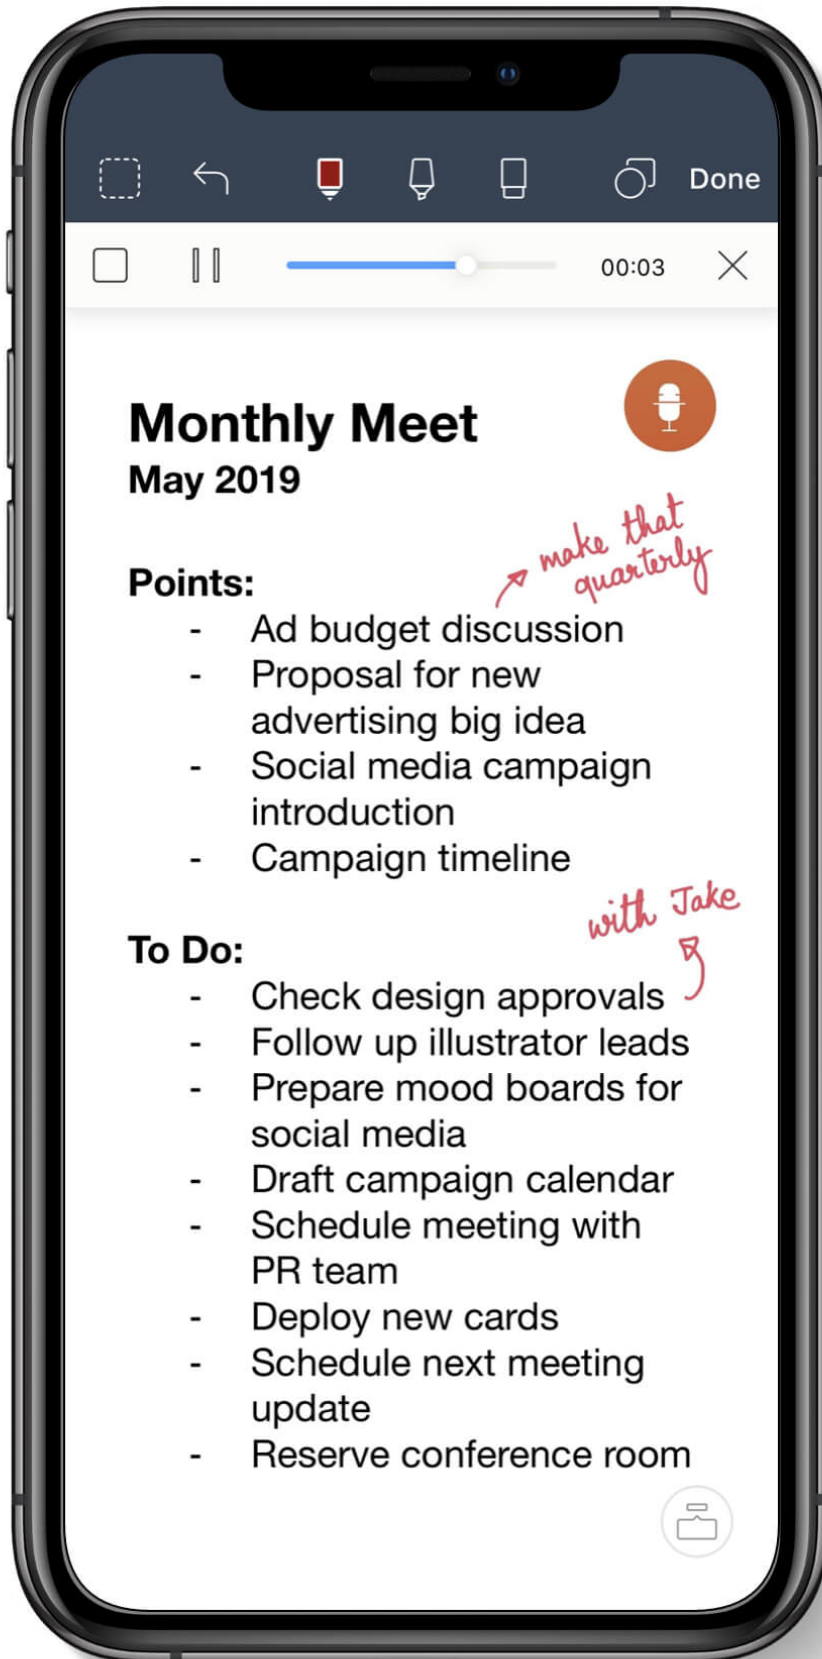 Done
00:03
Monthly Meet
May 2019
make that
quarterly
Points:
- Ad budget discussion
- Proposal for new
advertising big idea
- Social media campaign
introduction
- Campaign timeline
with Jake
To Do:
- Check design approvals
- Follow up illustrator leads
- Prepare mood boards for
social media
- Draft campaign calendar
- Schedule meeting with
PR team
- Deploy new cards
- Schedule next meeting
update
- Reserve conference room